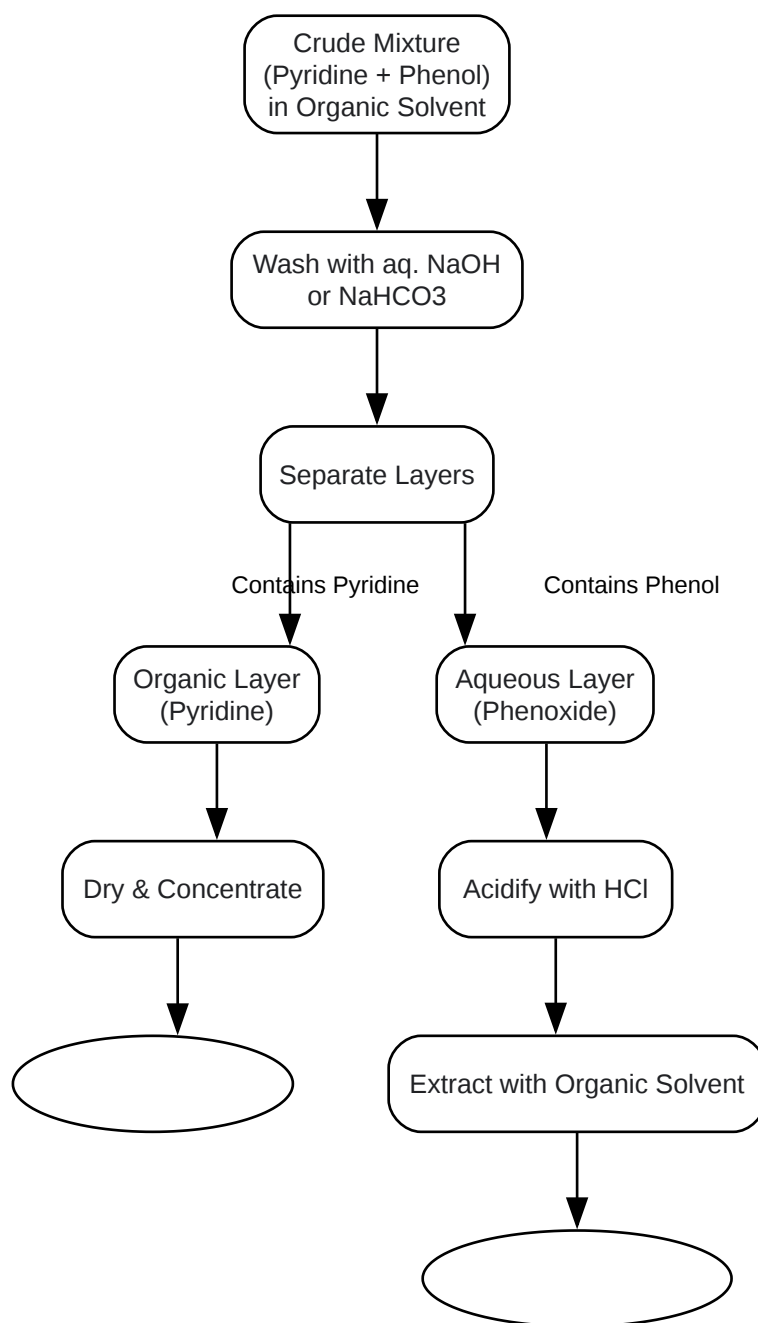 Crude Mixture
(Pyridine + Phenol)
in Organic Solvent
Wash with aq. NaOH
or NaHCO3
Separate Layers
Contains Pyridine
Contains Phenol
Organic Layer
(Pyridine)
Aqueous Layer
(Phenoxide)
Dry & Concentrate
Acidify with HCl
Extract with Organic Solvent